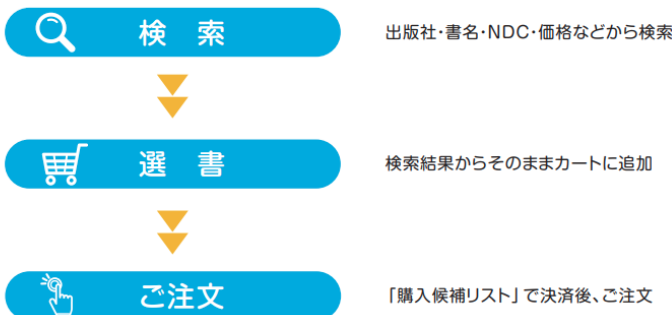 検 索
出版社・書名・NDC・価格などから検索
選 書
検索結果からそのままカートに追加
ご注文
「購入候補リスト」で決済後、ご注文